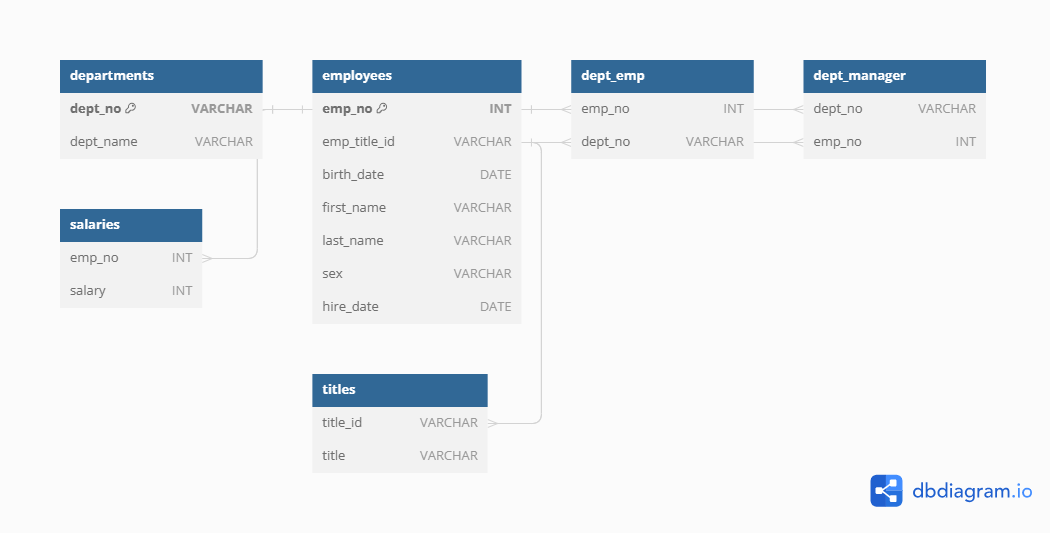 departments
dept_no VARCHAR
dept_name VARCHAR
employees
emp_no INT
emp_title_id VARCHAR
birth_date DATE
first_name VARCHAR
last_name VARCHAR
sex VARCHAR
hire_date DATE
dept_emp
emp_no INT
dept_no VARCHAR
dept_manager
dept_no VARCHAR
emp_no INT
salaries
emp_no INT
salary INT
titles
title_id VARCHAR
title VARCHAR
dbdiagram.io